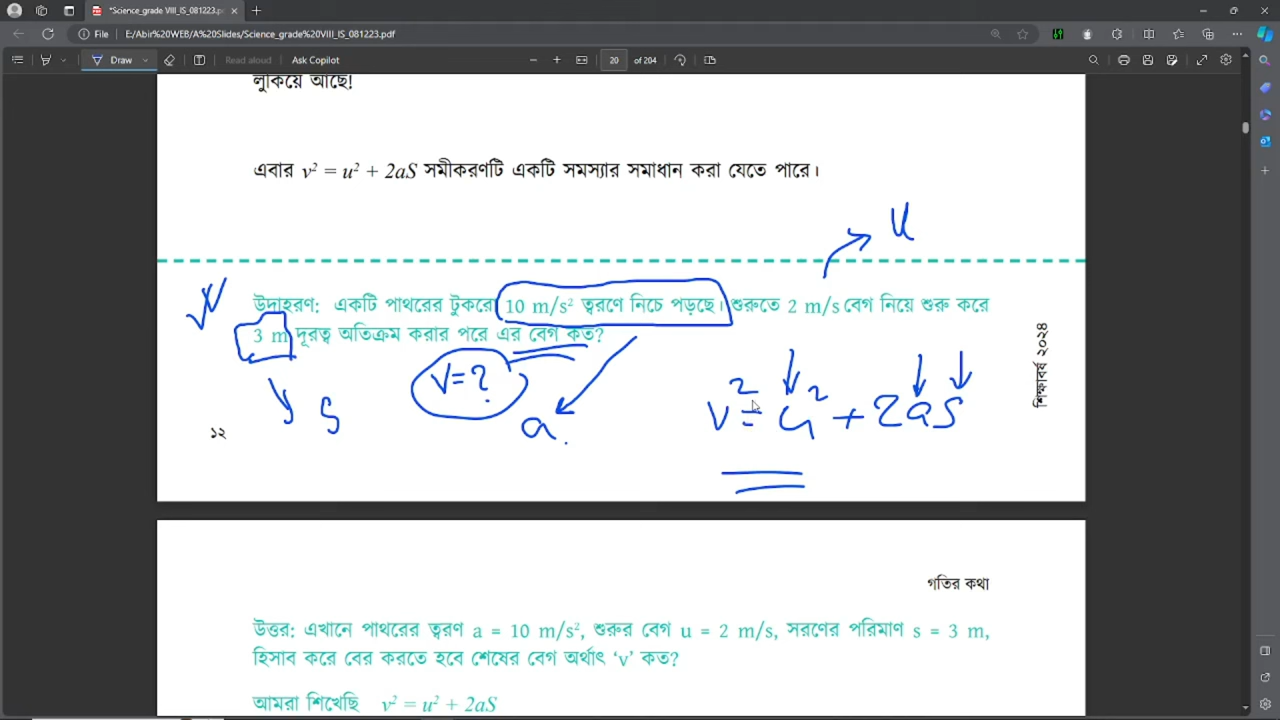 *Science_grade VIII_IS_081223.p
File E:/Abir%20WEB/A%20Slides/Science_grade%20VIII_IS_081223.pdf
Draw Read aloud Ask Copilot 20 of 204
লুকিয়ে আছে!
এবার v² = u² + 2aS সমীকরণটি একটি সমস্যার সমাধান করা যেতে পারে।
u
উদাহরণ: একটি পাথরের টুকরো 10 m/s² ত্বরণে নিচে পড়ছে। শুরুতে 2 m/s বেগ নিয়ে শুরু করে
3 m দূরত্ব অতিক্রম করার পরে এর বেগ কত?
v=?
S
a.
v² = u² + 2aS
১২
শিক্ষাবর্ষ ২০২৪
গতির কথা
উত্তর: এখানে পাথরের ত্বরণ a = 10 m/s², শুরুর বেগ u = 2 m/s, সরণের পরিমাণ s = 3 m,
হিসাব করে বের করতে হবে শেষের বেগ অর্থাৎ ‘v’ কত?
আমরা শিখেছি v² = u² + 2aS